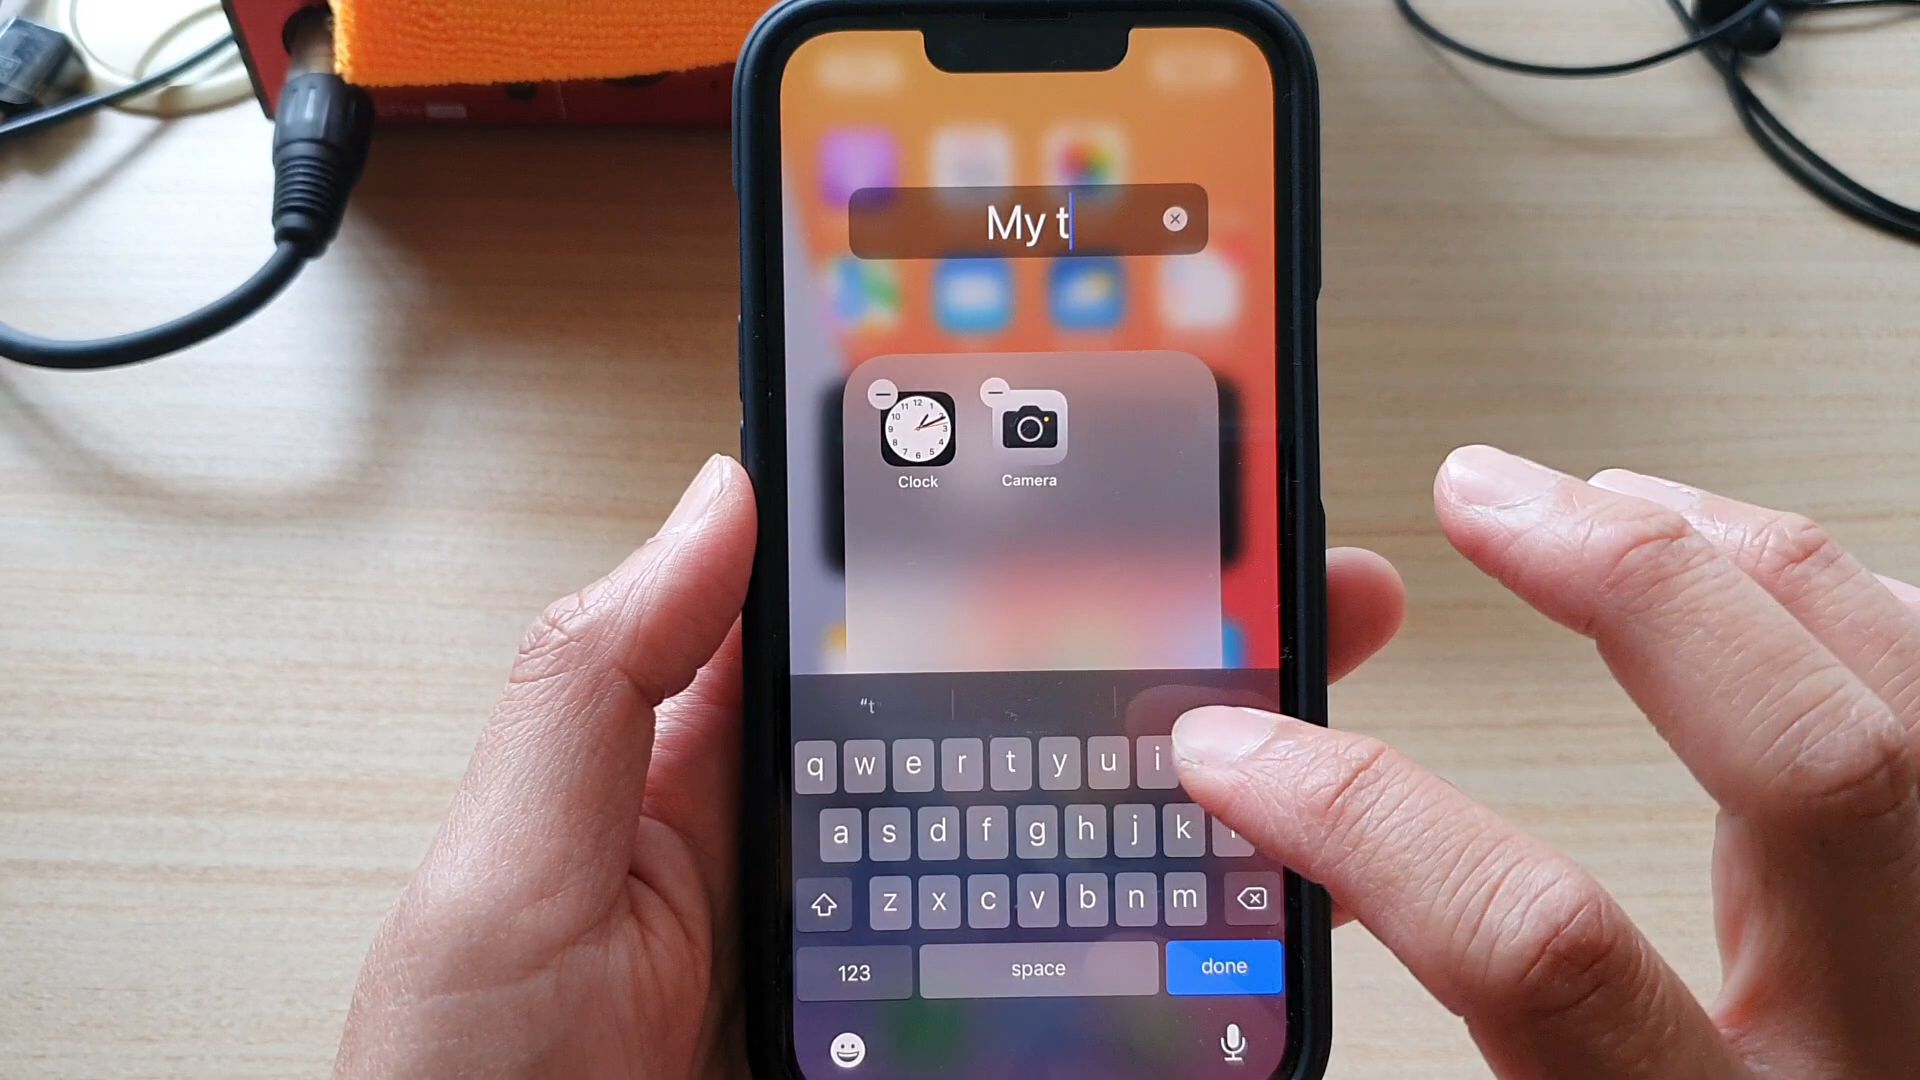 My t
Clock Camera
“t
q w e r t y u i
a s d f g h j k
z x c v b n m
123 space done